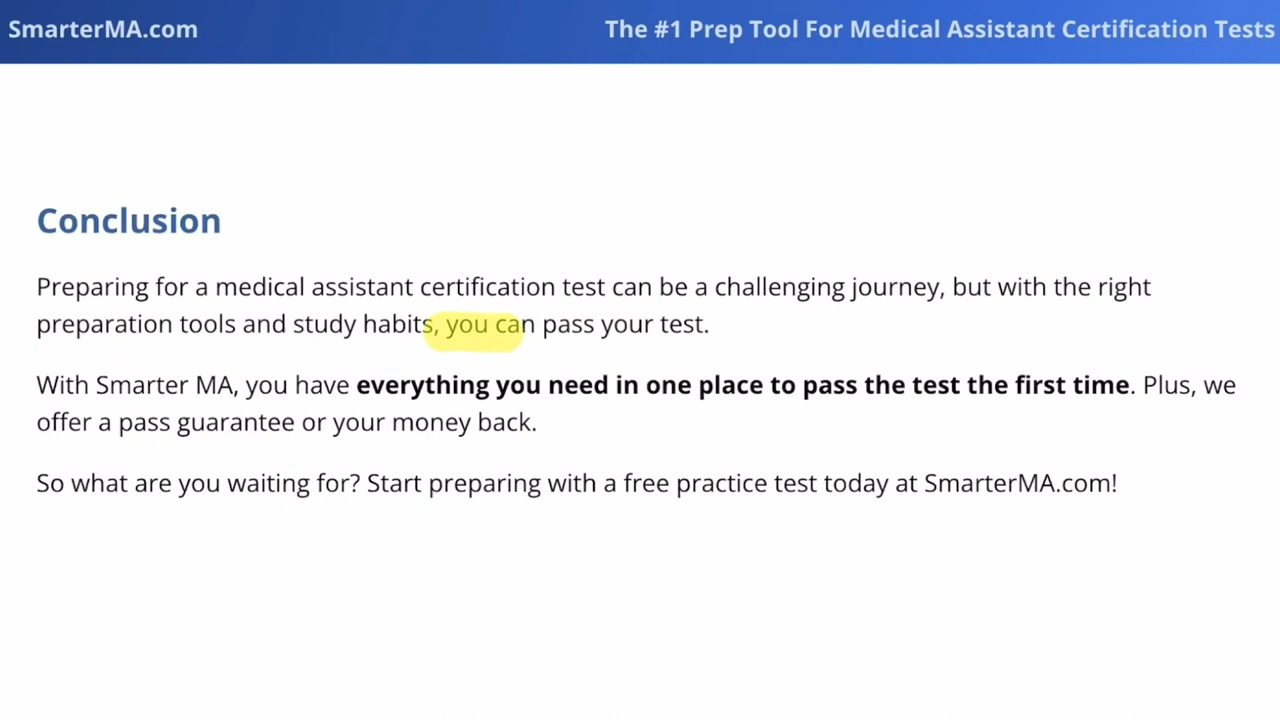 SmarterMA.com
The #1 Prep Tool For Medical Assistant Certification Tests
Conclusion
Preparing for a medical assistant certification test can be a challenging journey, but with the right
preparation tools and study habits, you can pass your test.
With Smarter MA, you have everything you need in one place to pass the test the first time. Plus, we
offer a pass guarantee or your money back.
So what are you waiting for? Start preparing with a free practice test today at SmarterMA.com!